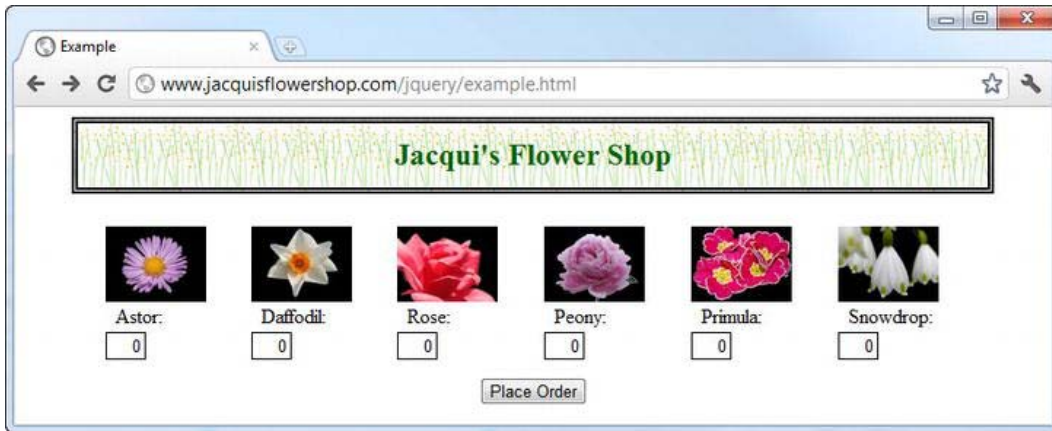 Example
www.jacquisflowershop.com/jquery/example.html
Jacqui's Flower Shop
Astor: Daffodil: Rose: Peony: Primula: Snowdrop:
0 0 0 0 0 0
Place Order